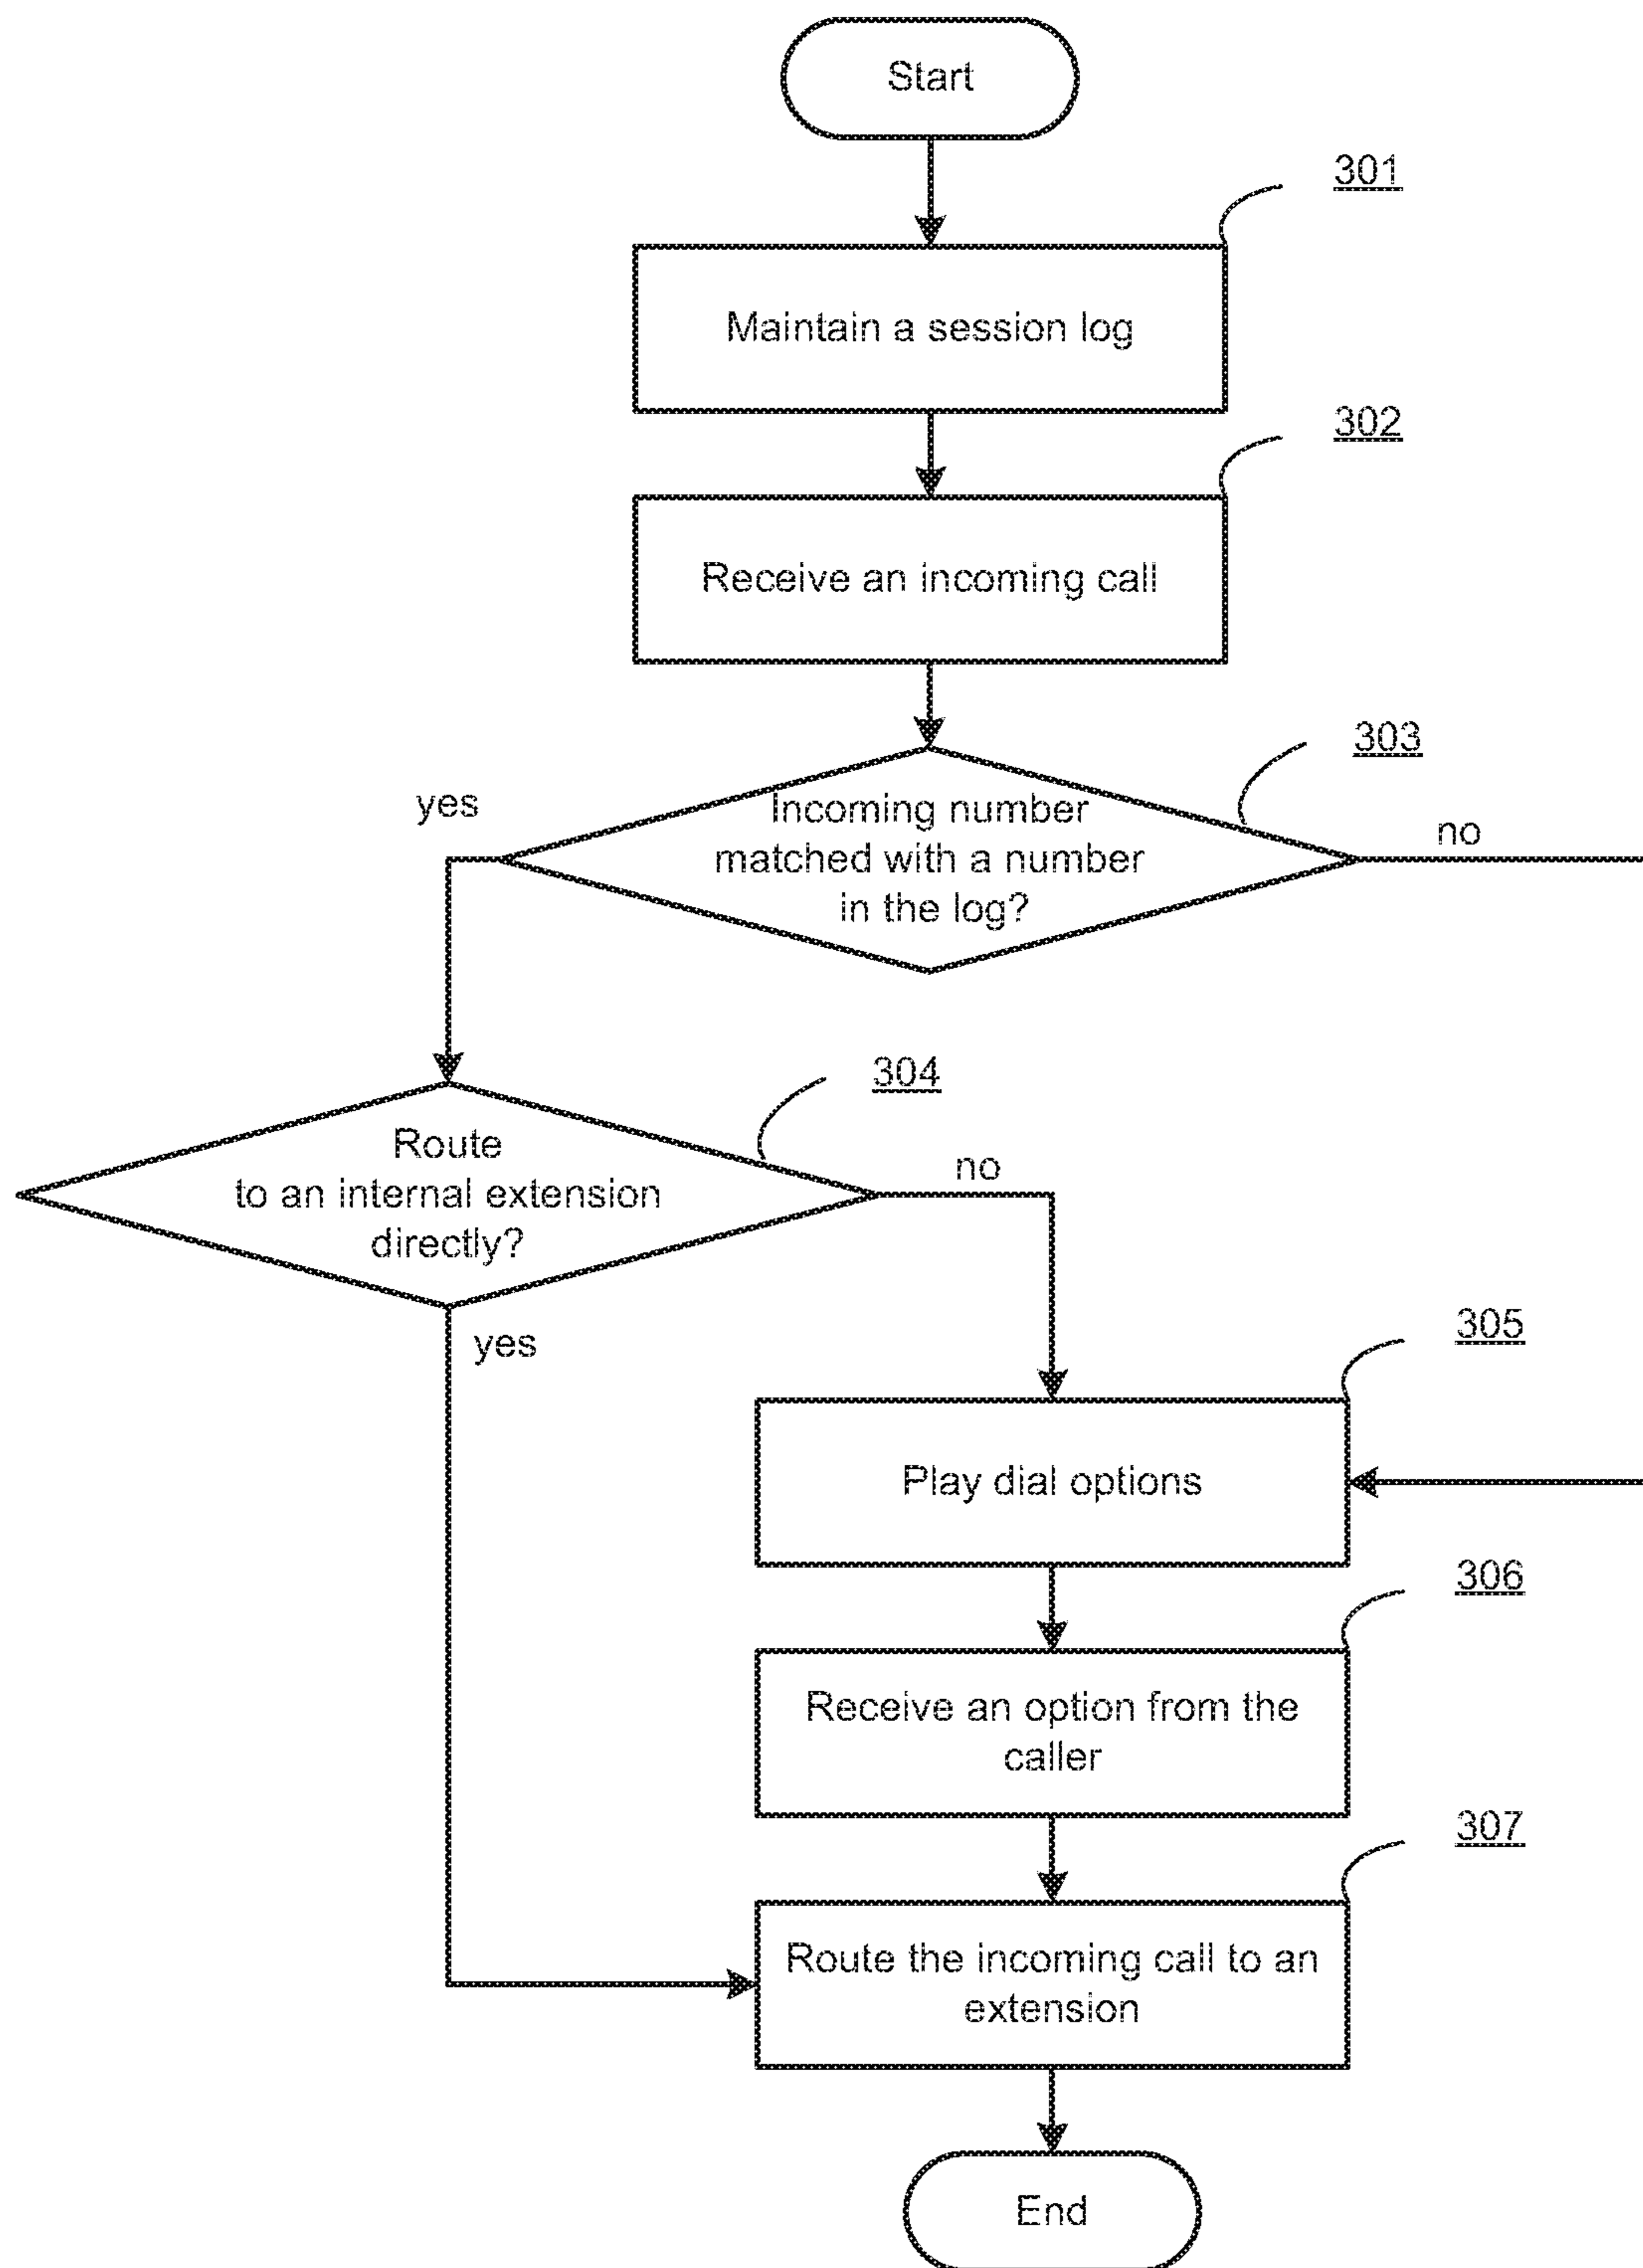 Start
301
Maintain a session log
302
Receive an incoming call
303
yes
Incoming number
matched with a number
in the log?
no
304
Route
to an internal extension
directly?
no
yes
305
Play dial options
306
Receive an option from the
caller
307
Route the incoming call to an
extension
End